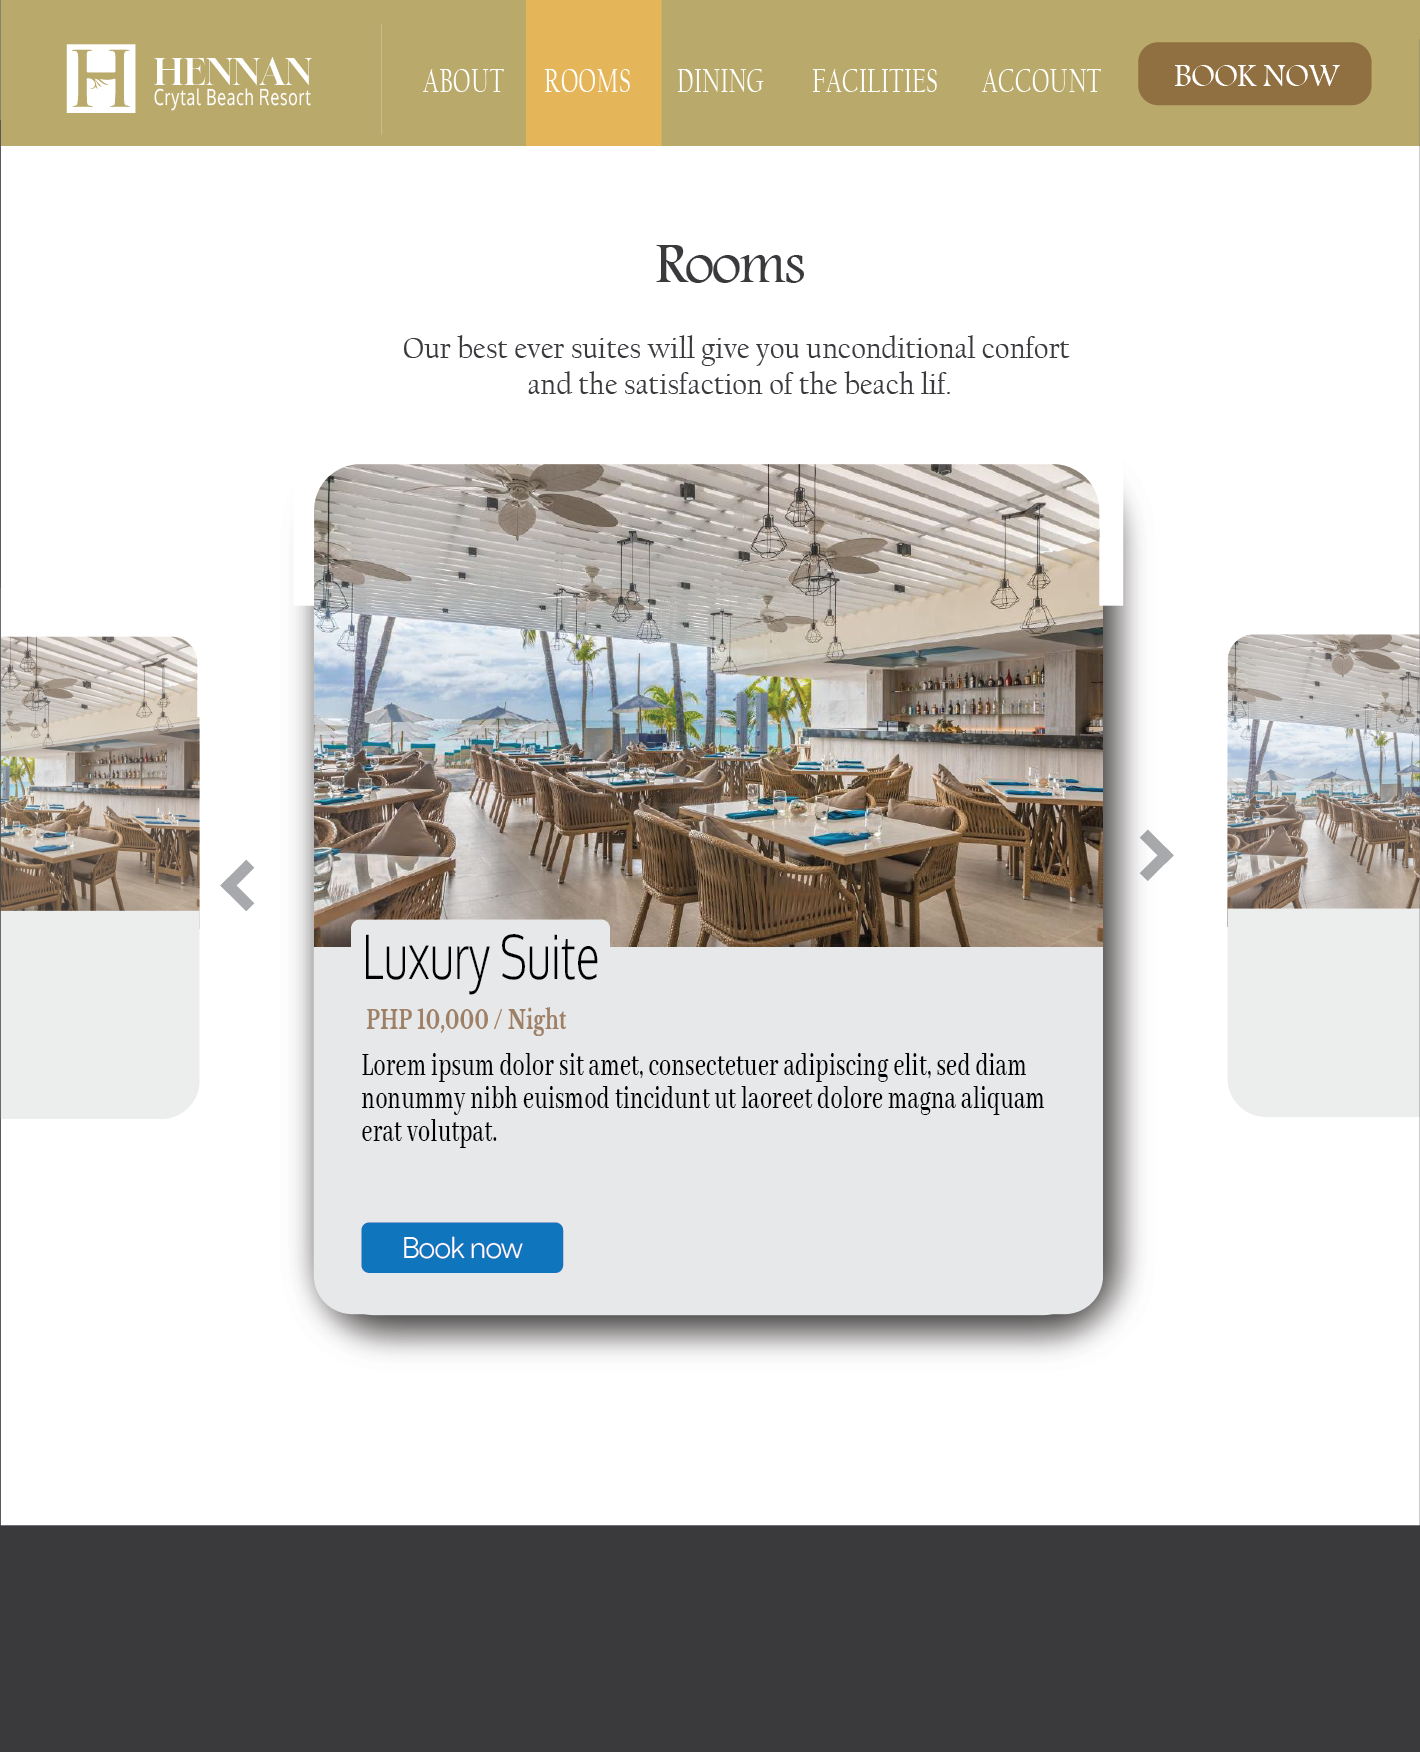 HENNAN
Crytal Beach Resort
ABOUT
ROOMS
DINING
FACILITIES
ACCOUNT
BOOK NOW
Rooms
Our best ever suites will give you unconditional confort
and the satisfaction of the beach lif.
Luxury Suite
PHP 10,000 / Night
Lorem ipsum dolor sit amet, consectetuer adipiscing elit, sed diam
nonummy nibh euismod tincidunt ut laoreet dolore magna aliquam
erat volutpat.
Book now